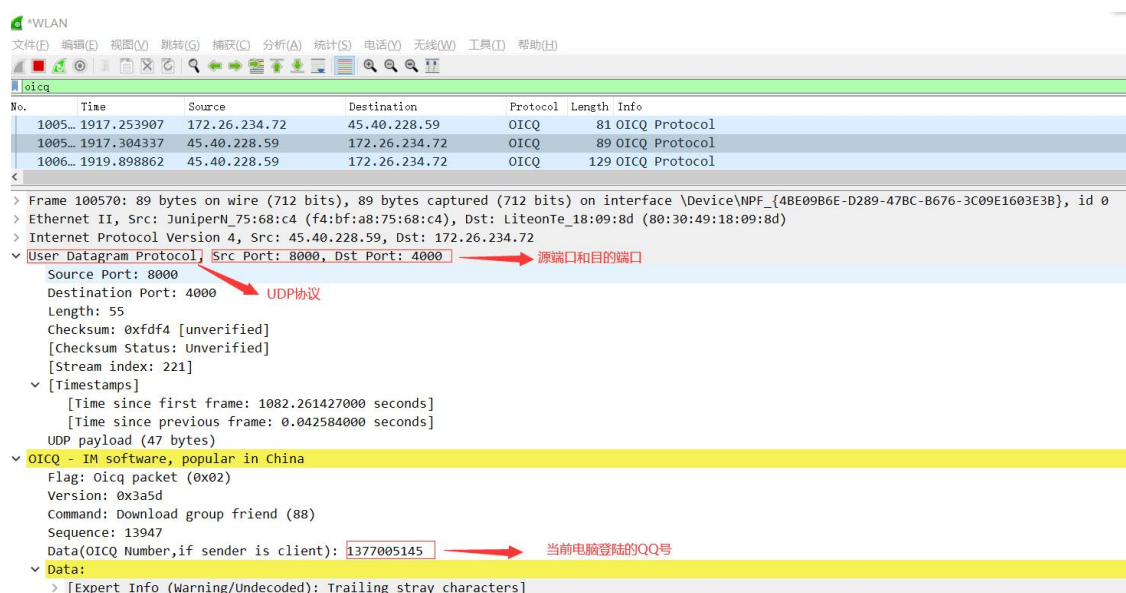 *WLAN
文件(F) 编辑(E) 视图(V) 跳转(G) 捕获(C) 分析(A) 统计(S) 电话(Y) 无线(W) 工具(T) 帮助(H)
oicq
No. Time Source Destination Protocol Length Info
1005… 1917.253907 172.26.234.72 45.40.228.59 OICQ 81 OICQ Protocol
1005… 1917.304337 45.40.228.59 172.26.234.72 OICQ 89 OICQ Protocol
1006… 1919.898862 45.40.228.59 172.26.234.72 OICQ 129 OICQ Protocol
Frame 100570: 89 bytes on wire (712 bits), 89 bytes captured (712 bits) on interface \Device\NPF_{4BE09B6E-D289-47BC-B676-3C09E1603E3B}, id 0
Ethernet II, Src: JuniperN_75:68:c4 (f4:bf:a8:75:68:c4), Dst: LiteonTe_18:09:8d (80:30:49:18:09:8d)
Internet Protocol Version 4, Src: 45.40.228.59, Dst: 172.26.234.72
User Datagram Protocol, Src Port: 8000, Dst Port: 4000 源端口和目的端口
Source Port: 8000
Destination Port: 4000 UDP协议
Length: 55
Checksum: 0xfdf4 [unverified]
[Checksum Status: Unverified]
[Stream index: 221]
[Timestamps]
[Time since first frame: 1082.261427000 seconds]
[Time since previous frame: 0.042584000 seconds]
UDP payload (47 bytes)
OICQ - IM software, popular in China
Flag: Oicq packet (0x02)
Version: 0x3a5d
Command: Download group friend (88)
Sequence: 13947
Data(OICQ Number,if sender is client): 1377005145 当前电脑登陆的QQ号
Data:
[Expert Info (Warning/Undecoded): Trailing stray characters]